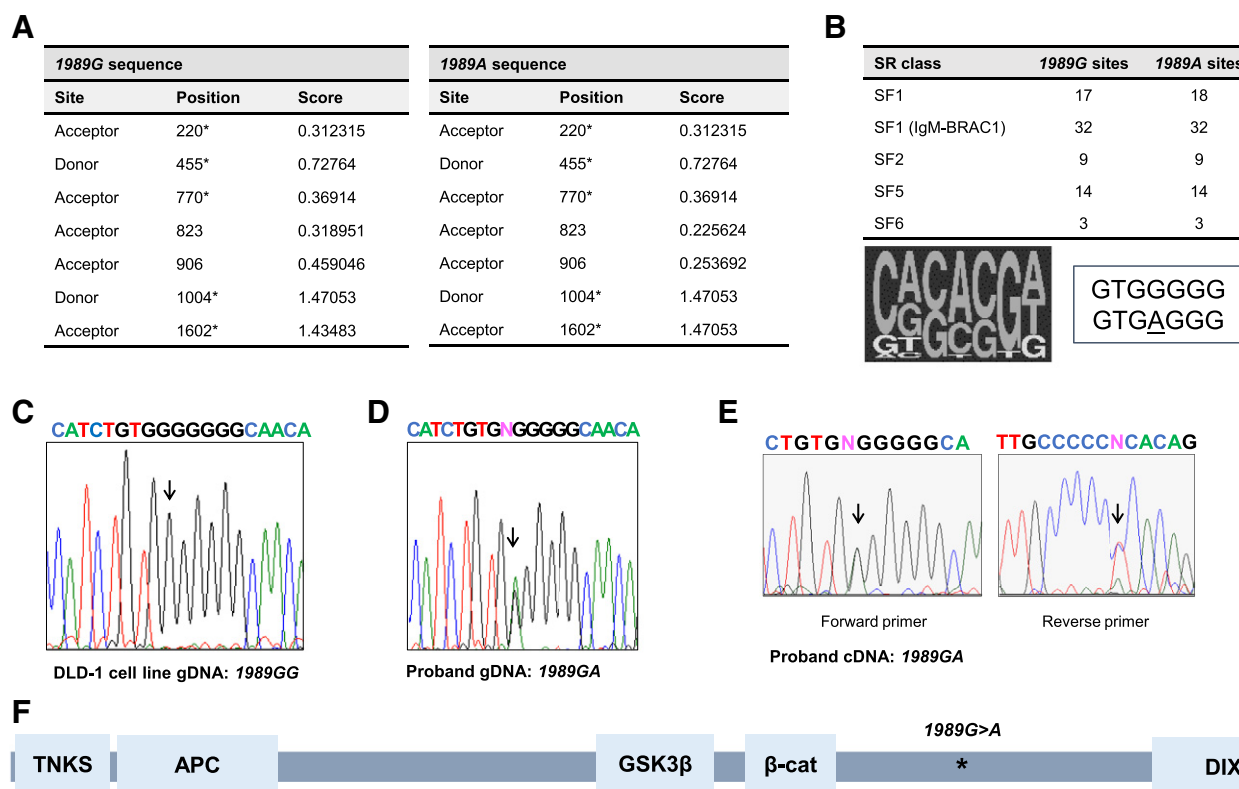 A
1989G sequence
Site Position Score
Acceptor 220* 0.312315
Donor 455* 0.72764
Acceptor 770* 0.36914
Acceptor 823 0.318951
Acceptor 906 0.459046
Donor 1004* 1.47053
Acceptor 1602* 1.43483
1989A sequence
Site Position Score
Acceptor 220* 0.312315
Donor 455* 0.72764
Acceptor 770* 0.36914
Acceptor 823 0.225624
Acceptor 906 0.253692
Donor 1004* 1.47053
Acceptor 1602* 1.47053
B
SR class 1989G sites 1989A sites
SF1 17 18
SF1 (IgM-BRAC1) 32 32
SF2 9 9
SF5 14 14
SF6 3 3
CACACGA
GTGGGGG
GTGAGGG
C
CATCTGTGGGGGGGCAACA
DLD-1 cell line gDNA: 1989GG
D
CATCTGTGNGGGGGCAACA
Proband gDNA: 1989GA
E
CTGTGNGGGGGCA
Forward primer
TTGCCCCCNCACAG
Reverse primer
Proband cDNA: 1989GA
F
1989G>A
TNKS APC GSK3β β-cat * DIX